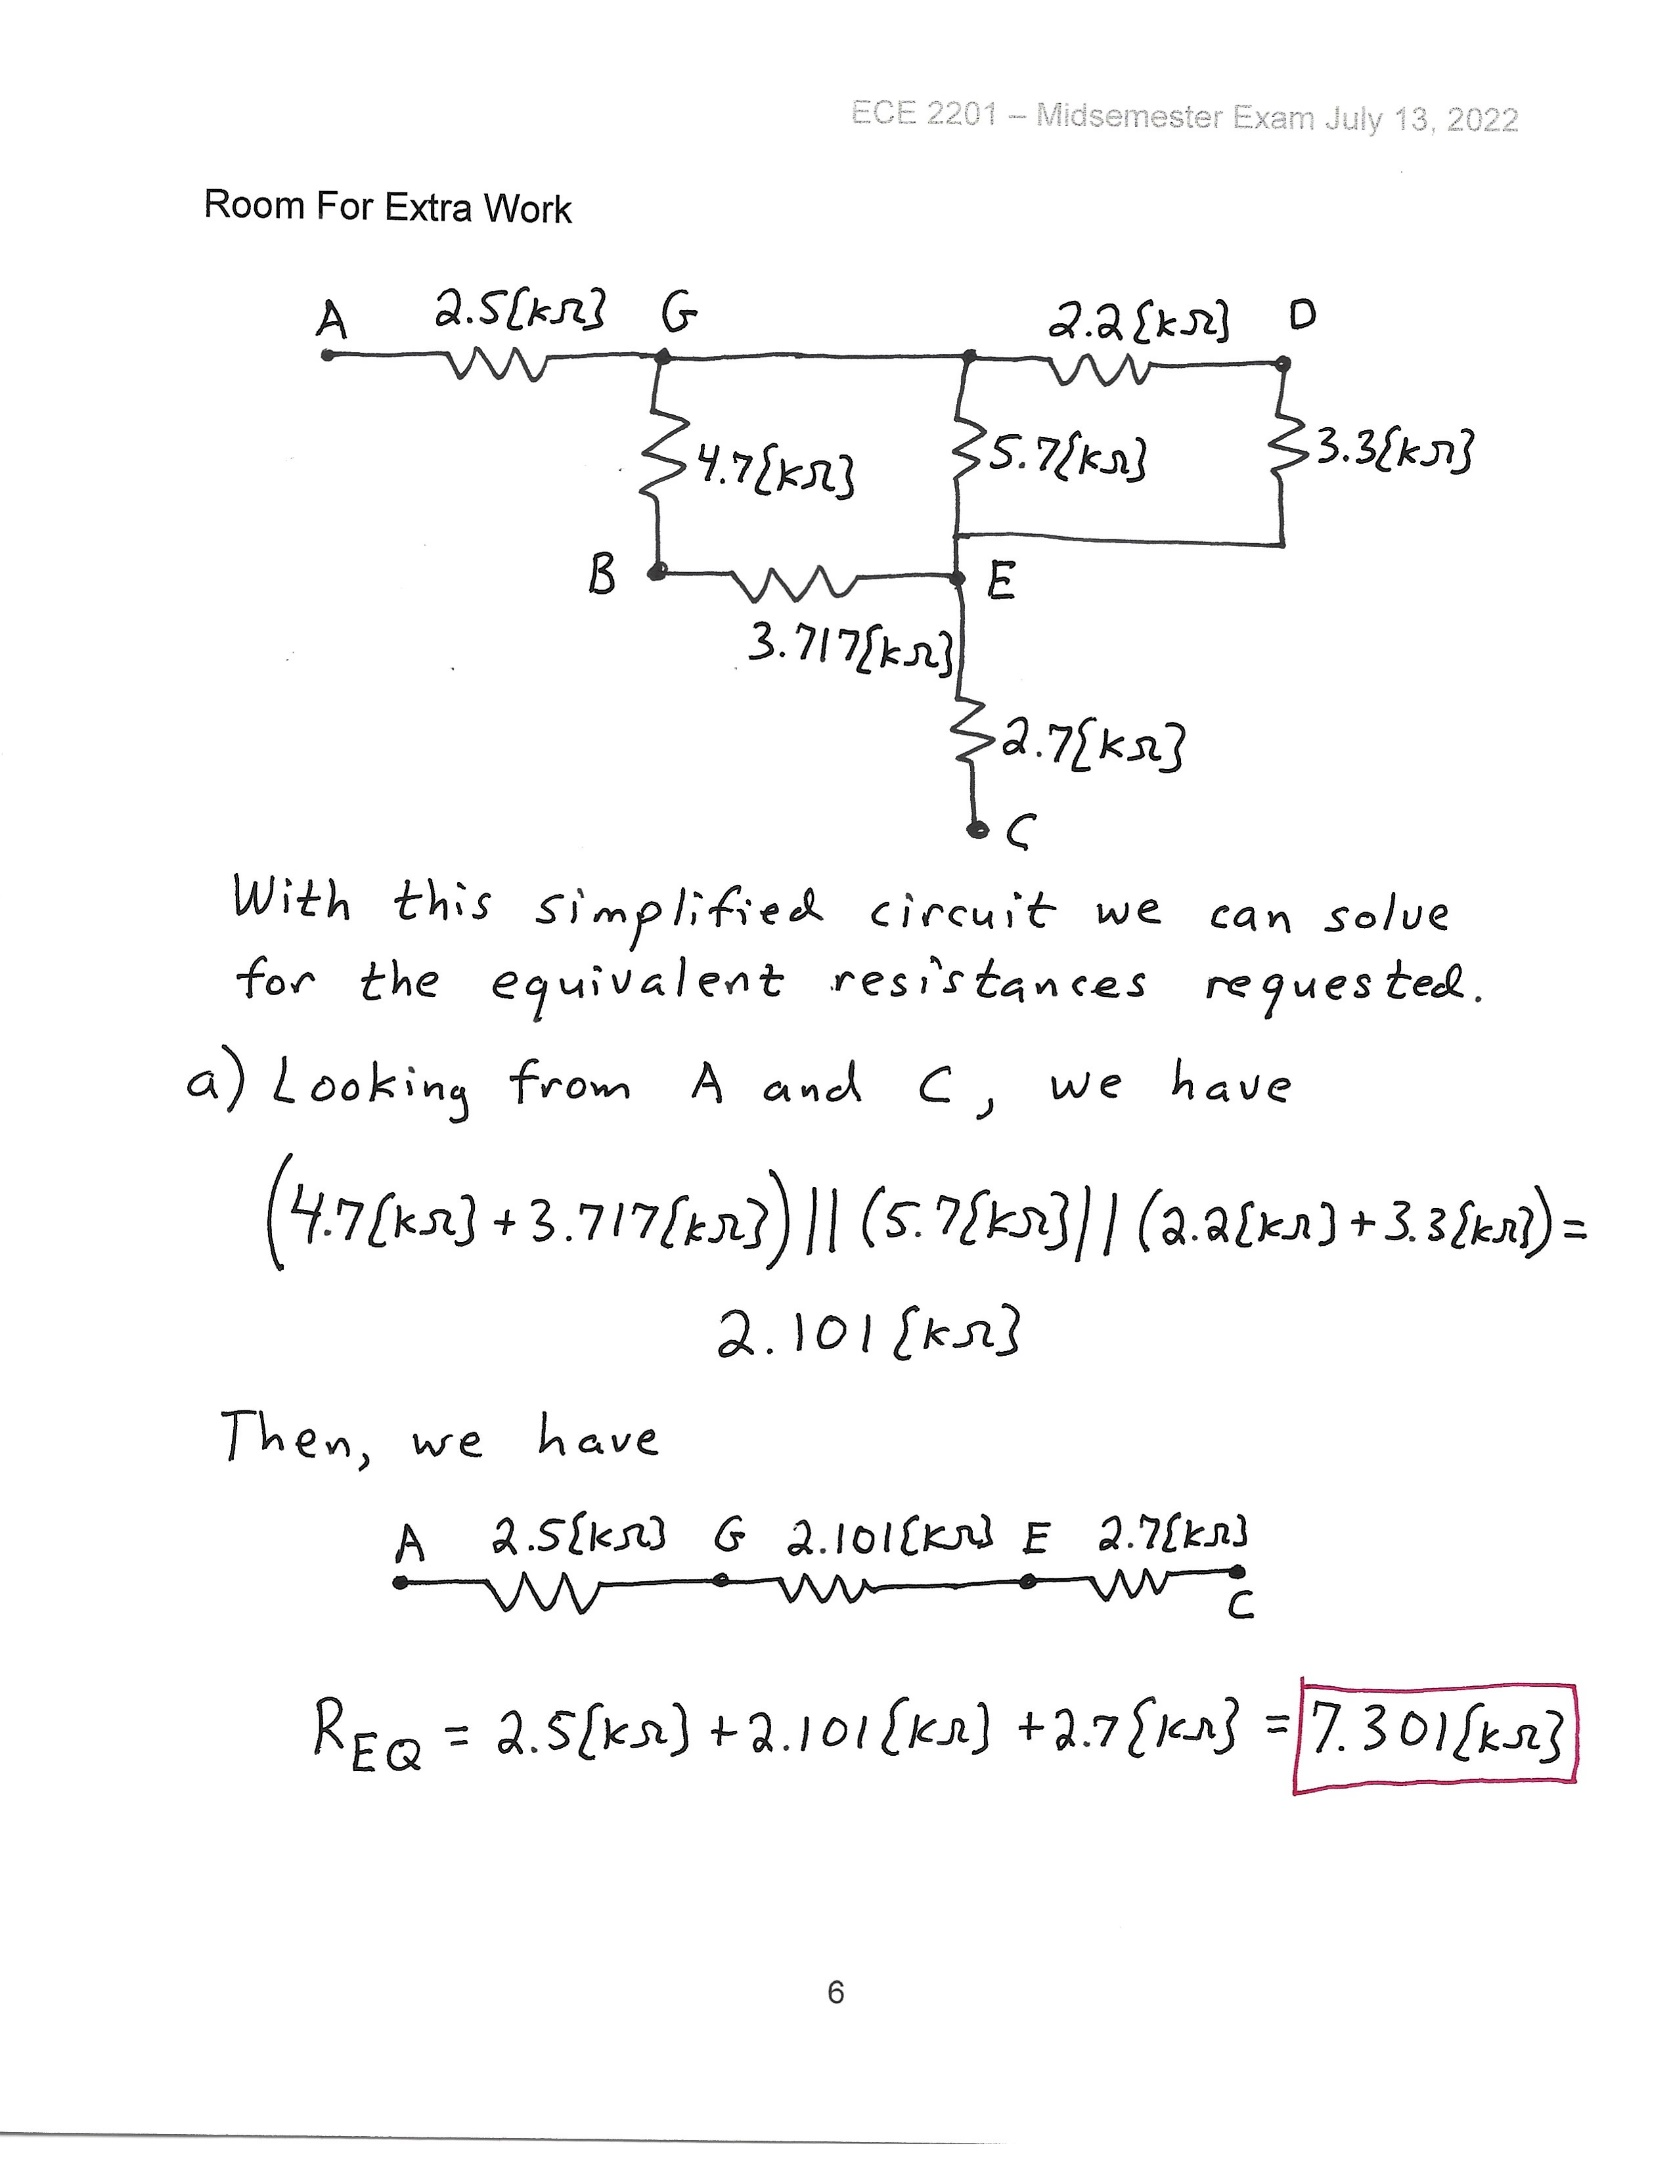 ECE 2201 – Midsemester Exam July 13, 2022
Room For Extra Work
A 2.5[kΩ] G 2.2[kΩ] D
4.7[kΩ] 5.7[kΩ] 3.3[kΩ]
B E
3.717[kΩ]
2.7[kΩ]
C
With this simplified circuit we can solve
for the equivalent resistances requested.
a) Looking from A and C, we have
(4.7[kΩ] + 3.717[kΩ]) || (5.7[kΩ] || (2.2[kΩ] + 3.3[kΩ]) =
2.101[kΩ]
Then, we have
A 2.5[kΩ] G 2.101[kΩ] E 2.7[kΩ]
C
REQ = 2.5[kΩ] + 2.101[kΩ] + 2.7[kΩ] = 7.301[kΩ]
6